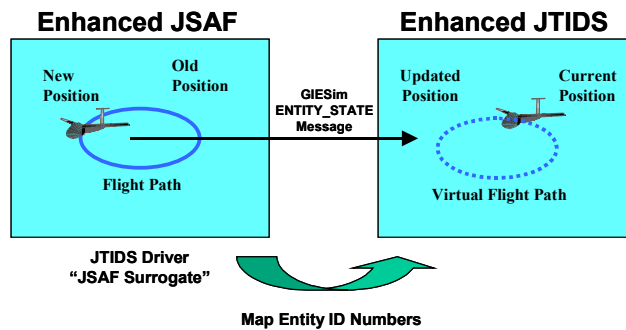 Enhanced JSAF
Enhanced JTIDS
Old
Position
New
Position
Flight Path
GIESim
ENTITY_STATE
Message
Updated
Position
Current
Position
Virtual Flight Path
JTIDS Driver
“JSAF Surrogate”
Map Entity ID Numbers